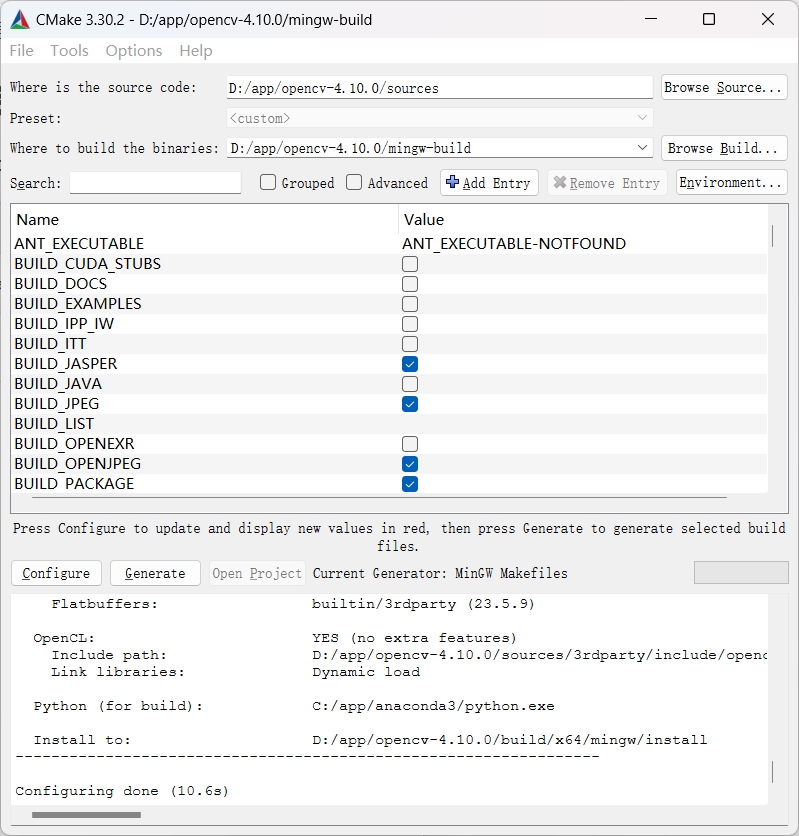 CMake 3.30.2 - D:/app/opencv-4.10.0/mingw-build
File Tools Options Help
Where is the source code: D:/app/opencv-4.10.0/sources Browse Source...
Preset: <custom>
Where to build the binaries: D:/app/opencv-4.10.0/mingw-build Browse Build...
Search: Grouped Advanced Add Entry Remove Entry Environment...
Name Value
ANT_EXECUTABLE ANT_EXECUTABLE-NOTFOUND
BUILD_CUDA_STUBS
BUILD_DOCS
BUILD_EXAMPLES
BUILD_IPP_IW
BUILD_ITT
BUILD_JASPER
BUILD_JAVA
BUILD_JPEG
BUILD_LIST
BUILD_OPENEXR
BUILD_OPENJPEG
BUILD_PACKAGE
Press Configure to update and display new values in red, then press Generate to generate selected build
files.
Configure Generate Open Project Current Generator: MinGW Makefiles
Flatbuffers: builtin/3rdparty (23.5.9)
OpenCL: YES (no extra features)
Include path: D:/app/opencv-4.10.0/sources/3rdparty/include/openc
Link libraries: Dynamic load
Python (for build): C:/app/anaconda3/python.exe
Install to: D:/app/opencv-4.10.0/build/x64/mingw/install
-----------------------------------------------------------------
Configuring done (10.6s)